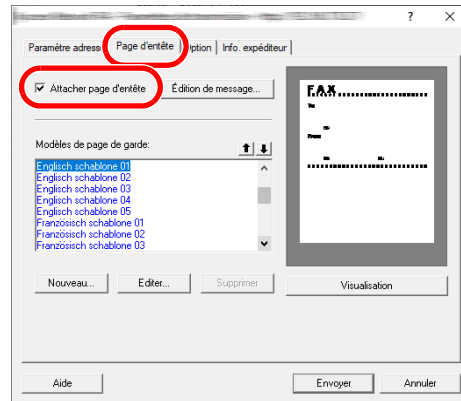 ?
Paramètre adress Page d'entête Option Info. expéditeur
Attacher page d'entête Édition de message...
FAX
To
From
Modèles de page de garde:
Englisch schablone 01
Englisch schablone 02
Englisch schablone 03
Englisch schablone 04
Englisch schablone 05
Französisch schablone 01
Französisch schablone 02
Französisch schablone 03
Nouveau... Editer... Supprimer Visualisation
Aide Envoyer Annuler